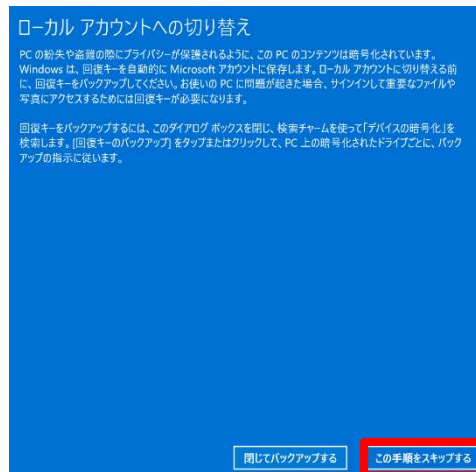 ローカル アカウントへの切り替え
PC の紛失や盗難の際にプライバシーが保護されるように、この PC のコンテンツは暗号化されています。
Windows は、回復キーを自動的に Microsoft アカウントに保存します。ローカル アカウントに切り替える前
に、回復キーをバックアップしてください。お使いの PC に問題が起きた場合、サインインして重要なファイルや
写真にアクセスするためには回復キーが必要になります。
回復キーをバックアップするには、このダイアログ ボックスを閉じ、検索チャームを使って「デバイスの暗号化」を
検索します。[回復キーのバックアップ] をタップまたはクリックして、PC 上の暗号化されたドライブごとに、バック
アップの指示に従います。
閉じてバックアップする
この手順をスキップする